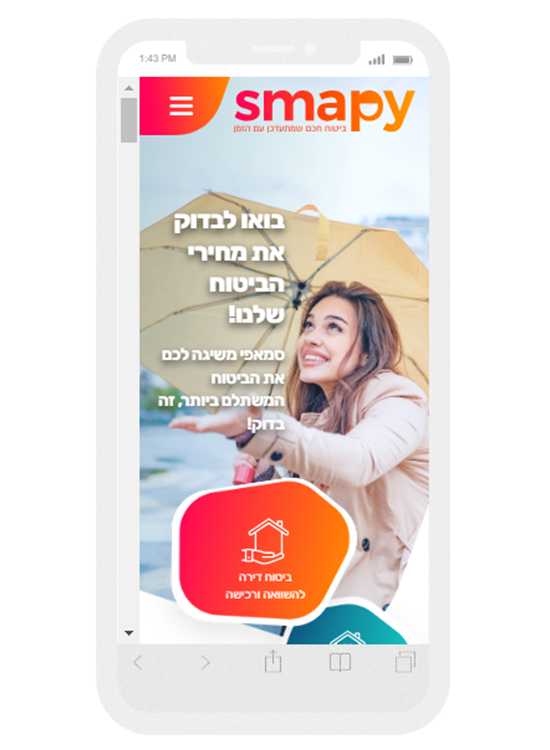 1:43 PM
smapy
ביטוח חכם שמתעדכן עם הזמן
בואו לבדוק
את מחירי
הביטוח
שלנו!
סמאפי משיגה לכם
את הביטוח
המשתלם ביותר, זה
בדוק!
ביטוח דירה
להשוואה ורכישה